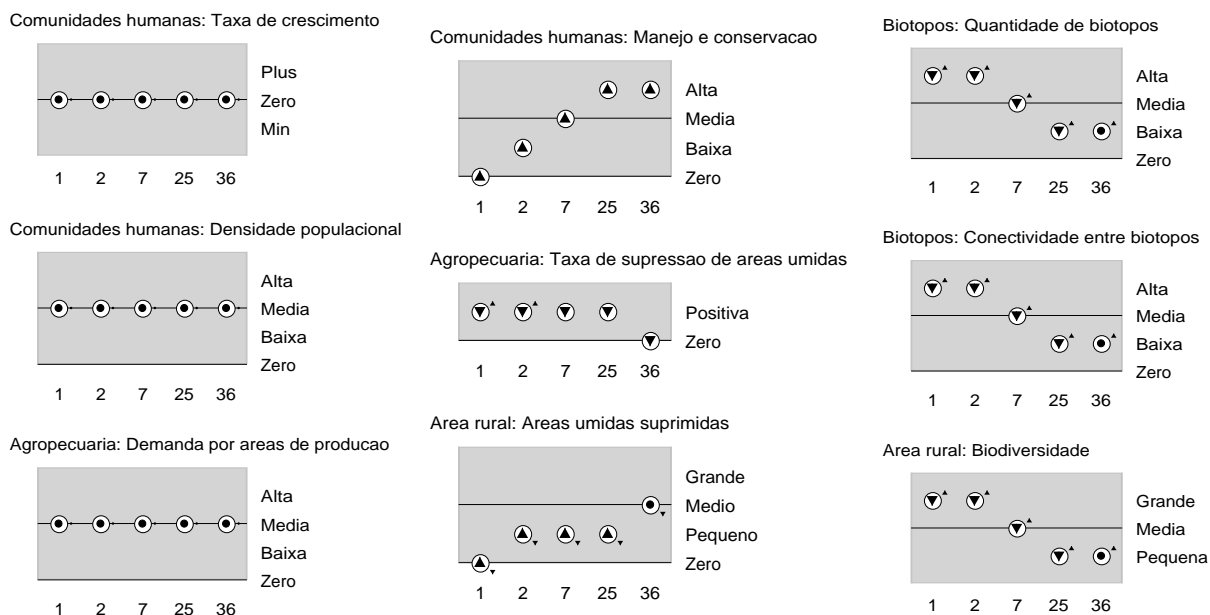 Comunidades humanas: Taxa de crescimento
Plus
Zero
Min
1 2 7 25 36
Comunidades humanas: Densidade populacional
Alta
Media
Baixa
Zero
1 2 7 25 36
Agropecuaria: Demanda por areas de producao
Alta
Media
Baixa
Zero
1 2 7 25 36
Comunidades humanas: Manejo e conservacao
Alta
Media
Baixa
Zero
1 2 7 25 36
Agropecuaria: Taxa de supressao de areas umidas
Positiva
Zero
1 2 7 25 36
Area rural: Areas umidas suprimidas
Grande
Medio
Pequeno
Zero
1 2 7 25 36
Biotopos: Quantidade de biotopos
Alta
Media
Baixa
Zero
1 2 7 25 36
Biotopos: Conectividade entre biotopos
Alta
Media
Baixa
Zero
1 2 7 25 36
Area rural: Biodiversidade
Grande
Media
Pequena
1 2 7 25 36